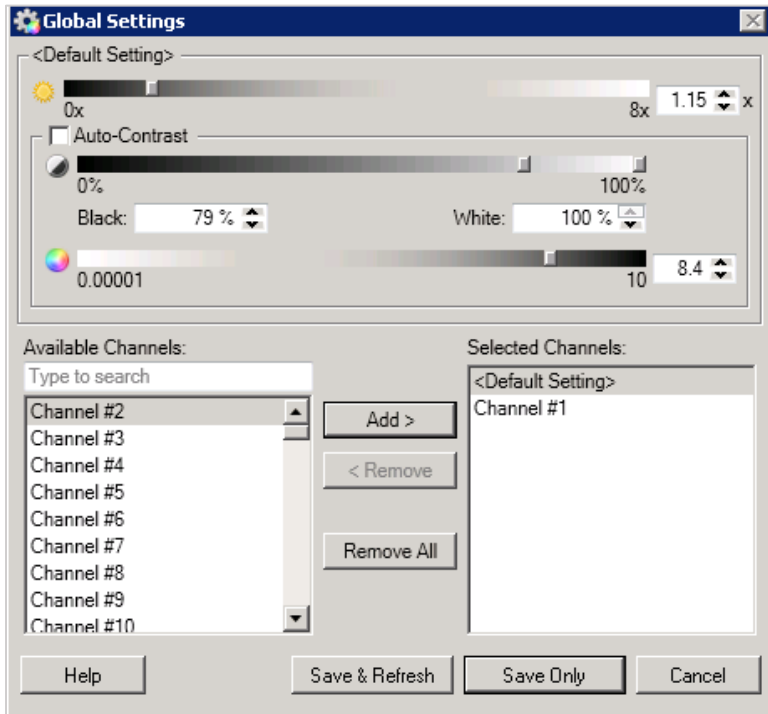 Global Settings
<Default Setting>
0x 8x 1.15 x
Auto-Contrast
0% 100%
Black: 79 % White: 100 %
0.00001 10 8.4
Available Channels: Selected Channels:
Type to search <Default Setting>
Channel #2 Channel #1
Channel #3 Add >
Channel #4
Channel #5 < Remove
Channel #6
Channel #7 Remove All
Channel #8
Channel #9
Channel #10
Help Save & Refresh Save Only Cancel